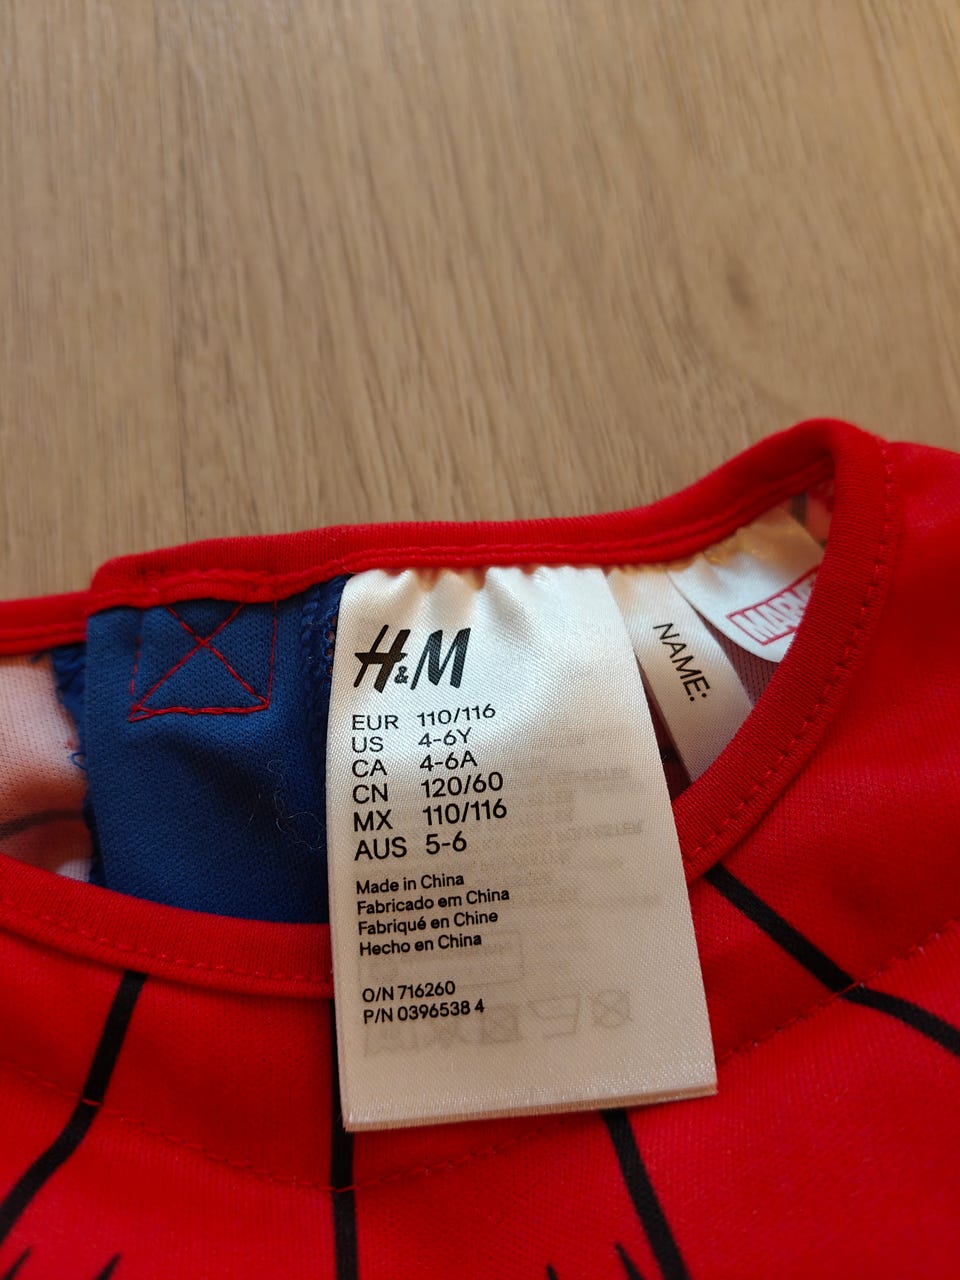 H&M
EUR 110/116
US 4-6Y
CA 4-6A
CN 120/60
MX 110/116
AUS 5-6
Made in China
Fabricado em China
Fabriqué en Chine
Hecho en China
O/N 716260
P/N 0396538 4
NAME: